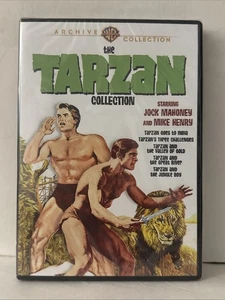 ARCHIVE WB COLLECTION
the
TARZAN
COLLECTION
STARRING
JOCK MAHONEY
AND MIKE HENRY
TARZAN GOES TO INDIA
TARZAN'S THREE CHALLENGES
TARZAN AND
THE VALLEY OF GOLD
TARZAN AND
THE GREAT RIVER
TARZAN AND
THE JUNGLE BOY